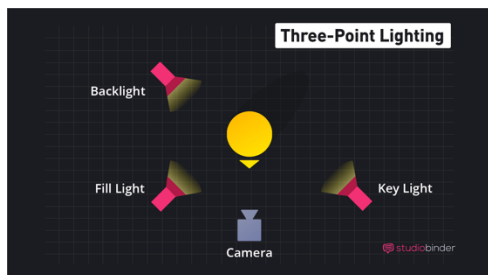 Three-Point Lighting
Backlight
Fill Light
Key Light
Camera
studiobinder